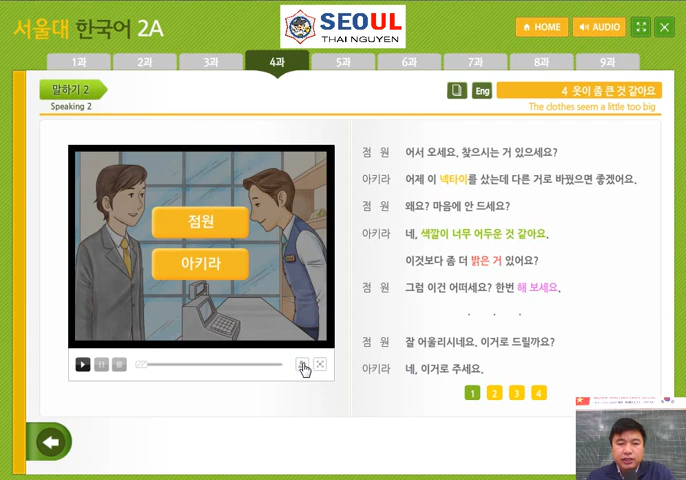 서울대 한국어 2A
SEOUL
THAI NGUYEN
HOME
AUDIO
1과
2과
3과
4과
5과
6과
7과
8과
9과
말하기 2
Speaking 2
Eng
4 옷이 좀 큰 것 같아요
The clothes seem a little too big
점원
아키라
점 원 어서 오세요. 찾으시는 거 있으세요?
아키라 어제 이 넥타이를 샀는데 다른 거로 바꿨으면 좋겠어요.
점 원 왜요? 마음에 안 드세요?
아키라 네, 색깔이 너무 어두운 것 같아요.
이것보다 좀 더 밝은 거 있어요?
점 원 그럼 이건 어떠세요? 한번 해 보세요.
. . .
점 원 잘 어울리시네요. 이거로 드릴까요?
아키라 네, 이거로 주세요.
1 2 3 4